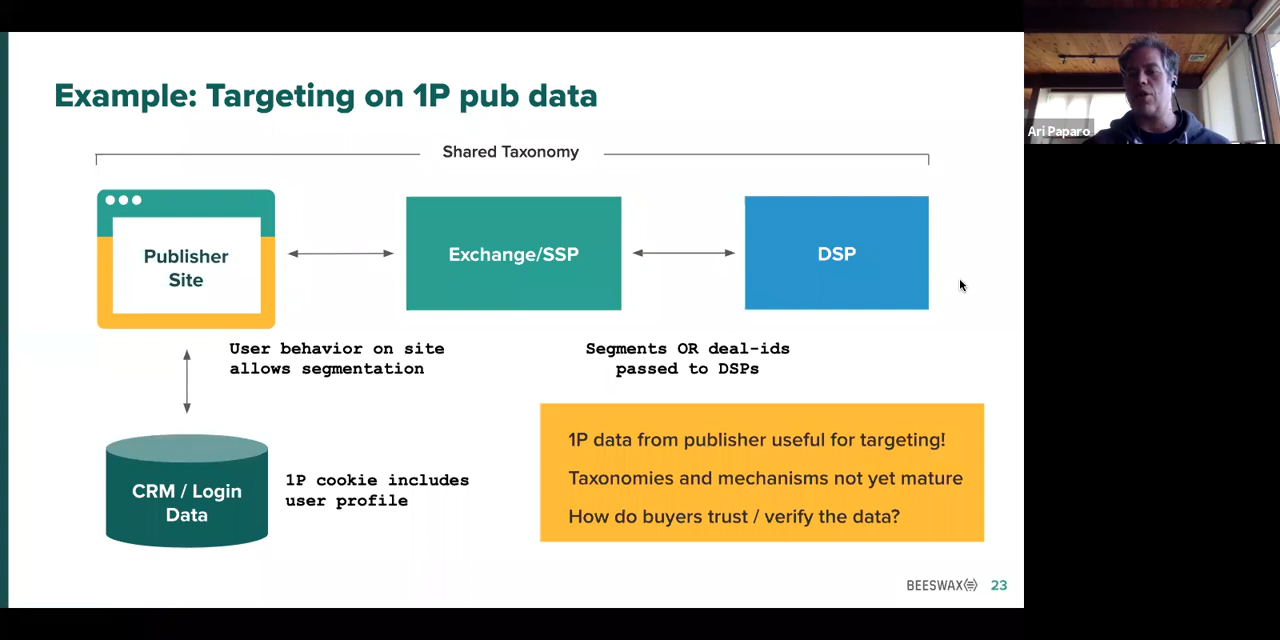 Example: Targeting on 1P pub data
Ari Paparo
Shared Taxonomy
Publisher
Site
Exchange/SSP
DSP
User behavior on site
allows segmentation
Segments OR deal-ids
passed to DSPs
CRM / Login
Data
1P cookie includes
user profile
1P data from publisher useful for targeting!
Taxonomies and mechanisms not yet mature
How do buyers trust / verify the data?
BEESWAX
23